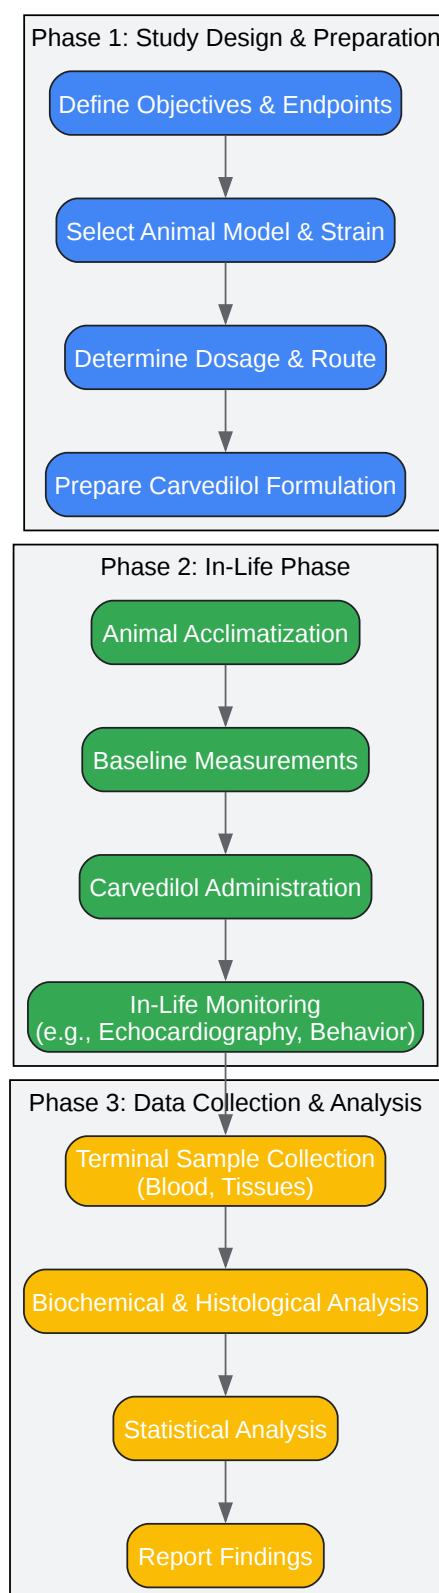 Phase 1: Study Design & Preparation
Define Objectives & Endpoints
Select Animal Model & Strain
Determine Dosage & Route
Prepare Carvedilol Formulation
Phase 2: In-Life Phase
Animal Acclimatization
Baseline Measurements
Carvedilol Administration
In-Life Monitoring
(e.g., Echocardiography, Behavior)
Phase 3: Data Collection & Analysis
Terminal Sample Collection
(Blood, Tissues)
Biochemical & Histological Analysis
Statistical Analysis
Report Findings